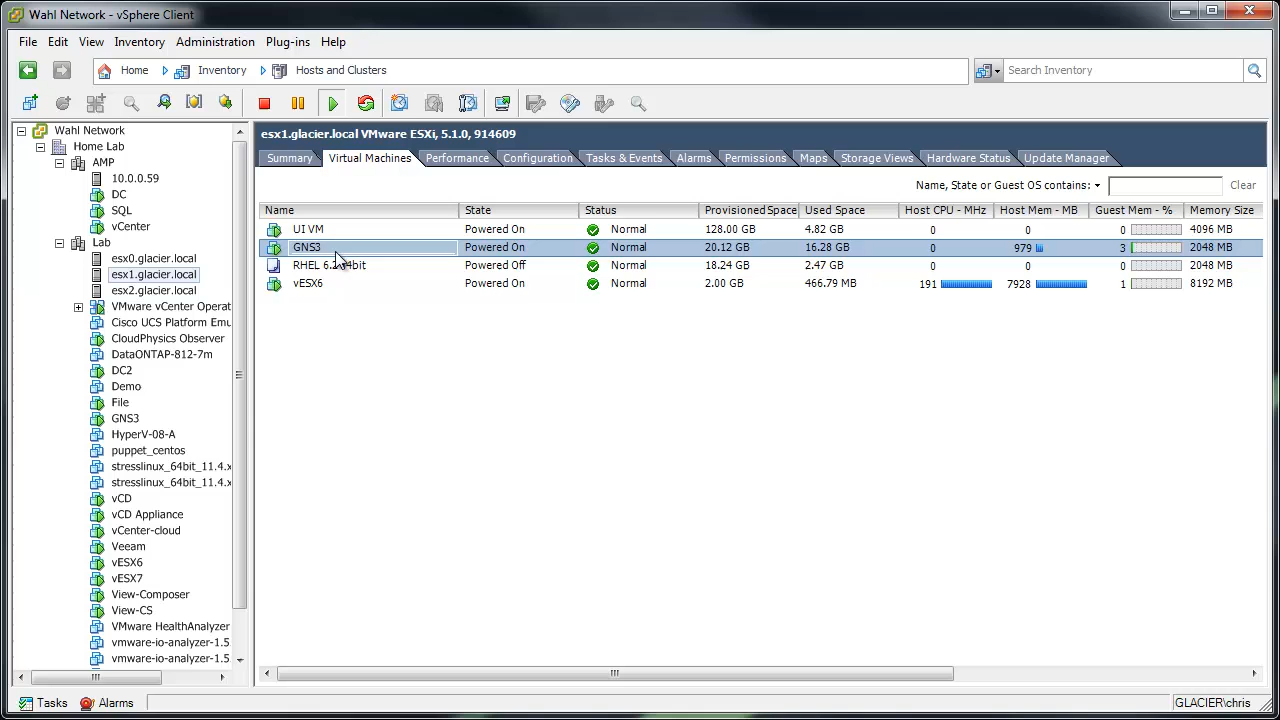 Wahl Network - vSphere Client
File Edit View Inventory Administration Plug-ins Help
Home Inventory Hosts and Clusters Search Inventory
Wahl Network
Home Lab
AMP
10.0.0.59
DC
SQL
vCenter
Lab
esx0.glacier.local
esx1.glacier.local
esx2.glacier.local
VMware vCenter Operat
Cisco UCS Platform Emu
CloudPhysics Observer
DataONTAP-812-7m
DC2
Demo
File
GNS3
HyperV-08-A
puppet_centos
stresslinux_64bit_11.4.x
stresslinux_64bit_11.4.x
vCD
vCD Appliance
vCenter-cloud
Veeam
vESX6
vESX7
View-Composer
View-CS
VMware HealthAnalyzer
vmware-io-analyzer-1.5
vmware-io-analyzer-1.5
esx1.glacier.local VMware ESXi, 5.1.0, 914609
Summary Virtual Machines Performance Configuration Tasks & Events Alarms Permissions Maps Storage Views Hardware Status Update Manager
Name, State or Guest OS contains: Clear
Name State Status Provisioned Space Used Space Host CPU - MHz Host Mem - MB Guest Mem - % Memory Size
UI VM Powered On Normal 128.00 GB 4.82 GB 0 0 0 4096 MB
GNS3 Powered On Normal 20.12 GB 16.28 GB 0 979 3 2048 MB
RHEL Powered Off Normal 18.24 GB 2.47 GB 0 0 0 2048 MB
vESX6 Powered On Normal 2.00 GB 466.79 MB 191 7928 1 8192 MB
Tasks Alarms GLACIER\chris